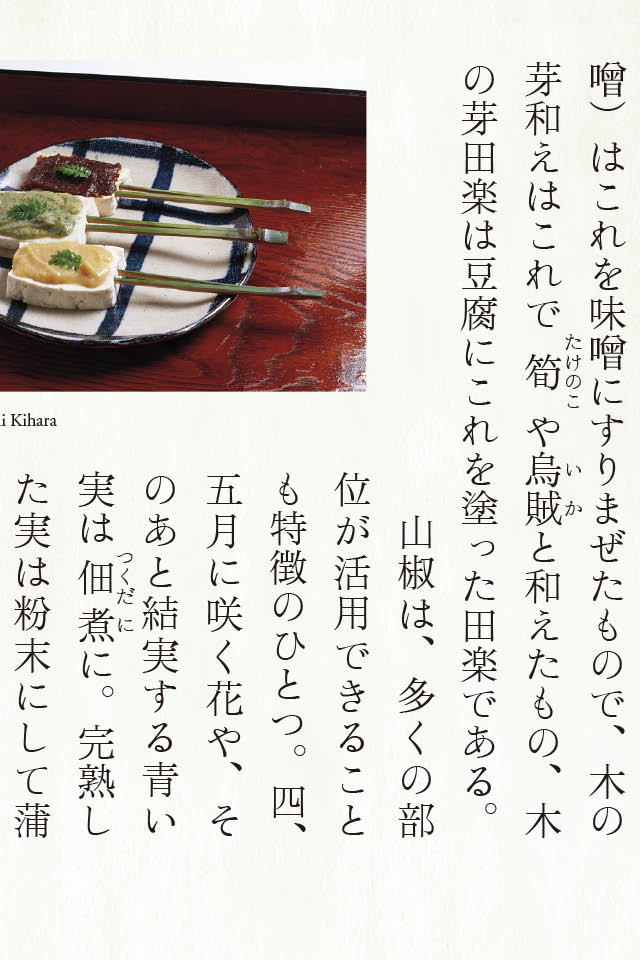 噌）はこれを味噌にすりまぜたもので、木の
芽和えはこれで筍や烏賊と和えたもの、木
たけのこ
いか
の芽田楽は豆腐にこれを塗った田楽である。
山椒は、多くの部
位が活用できること
も特徴のひとつ。四、
五月に咲く花や、そ
のあと結実する青い
実は佃煮に。完熟し
つくだに
た実は粉末にして蒲
i Kihara